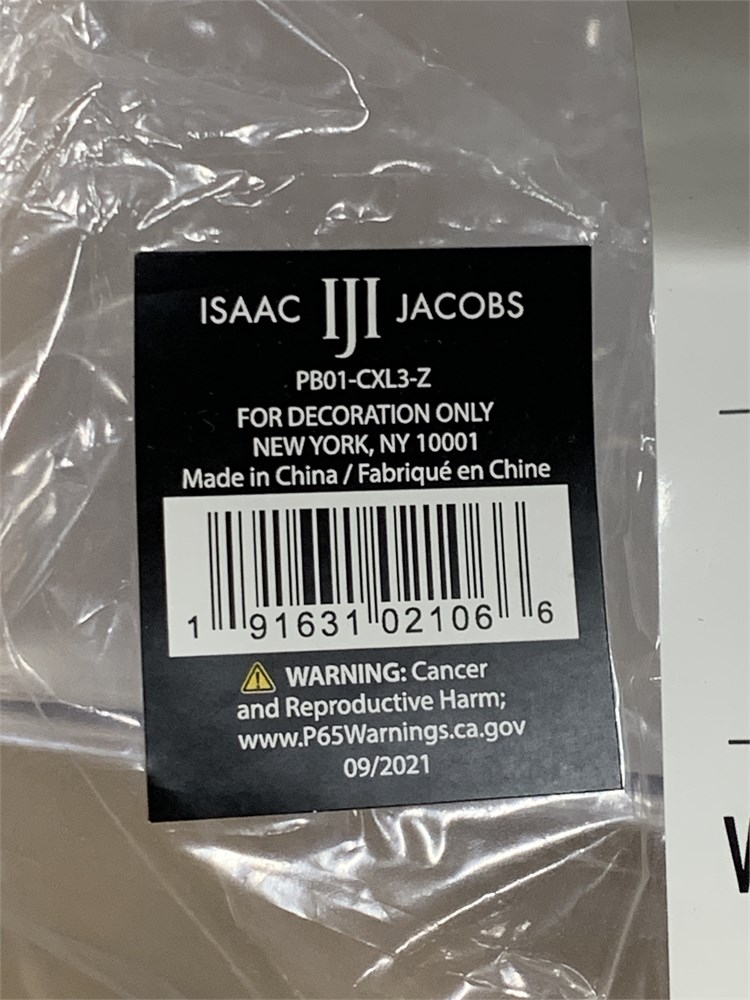 ISAAC IJI JACOBS
PB01-CXL3-Z
FOR DECORATION ONLY
NEW YORK, NY 10001
Made in China / Fabriqué en Chine
1 91631 02106 6
WARNING: Cancer
and Reproductive Harm;
www.P65Warnings.ca.gov
09/2021